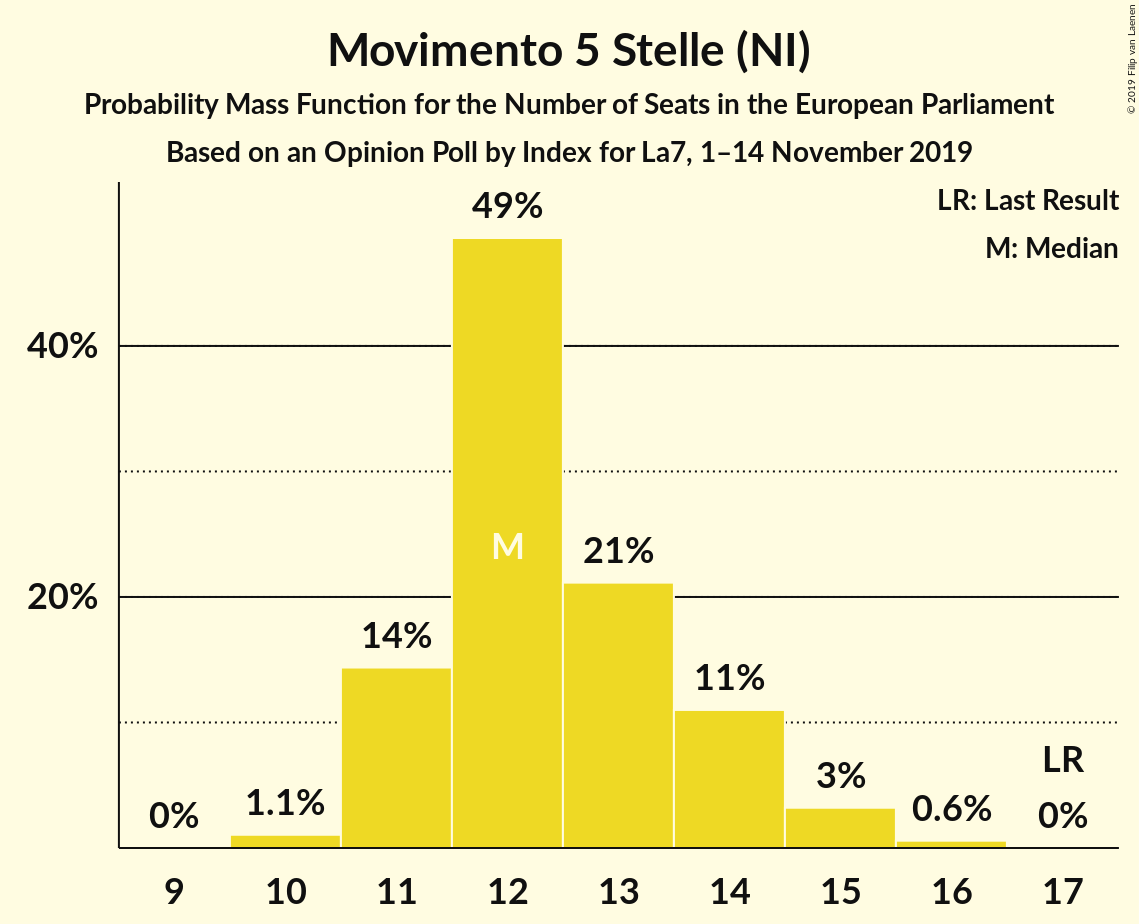 Movimento 5 Stelle (NI)
Probability Mass Function for the Number of Seats in the European Parliament
Based on an Opinion Poll by Index for La7, 1–14 November 2019
© 2019 Filip van Laenen
LR: Last Result
M: Median
49%
40%
M
21%
20%
14%
11%
LR
3%
1.1%
0.6%
0%
0%
9 10 11 12 13 14 15 16 17